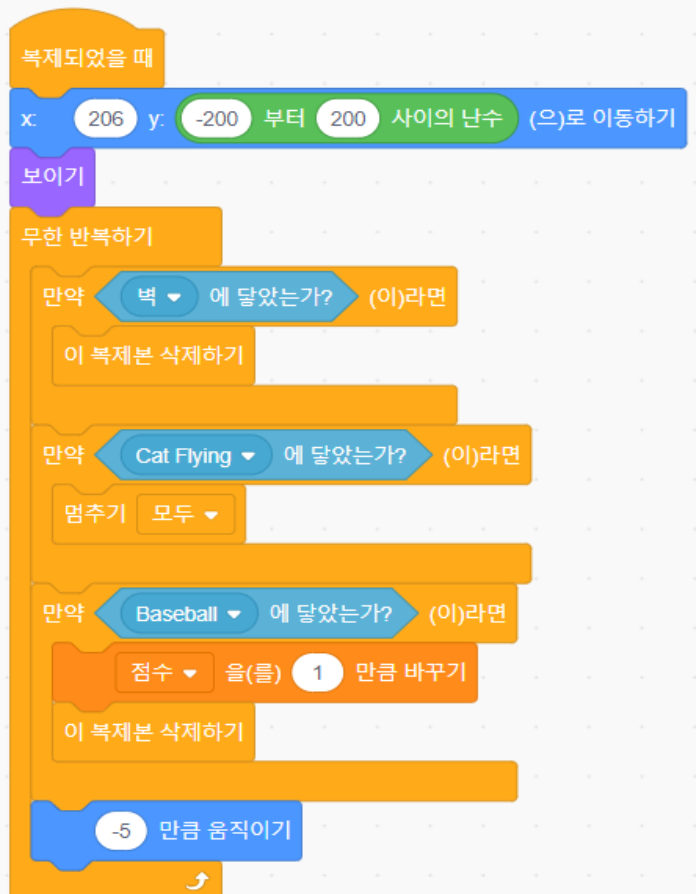 복제되었을 때
x: 206 y: -200 부터 200 사이의 난수 (으)로 이동하기
보이기
무한 반복하기
만약 벽 에 닿았는가? (이)라면
이 복제본 삭제하기
만약 Cat Flying 에 닿았는가? (이)라면
멈추기 모두
만약 Baseball 에 닿았는가? (이)라면
점수 을(를) 1 만큼 바꾸기
이 복제본 삭제하기
-5 만큼 움직이기